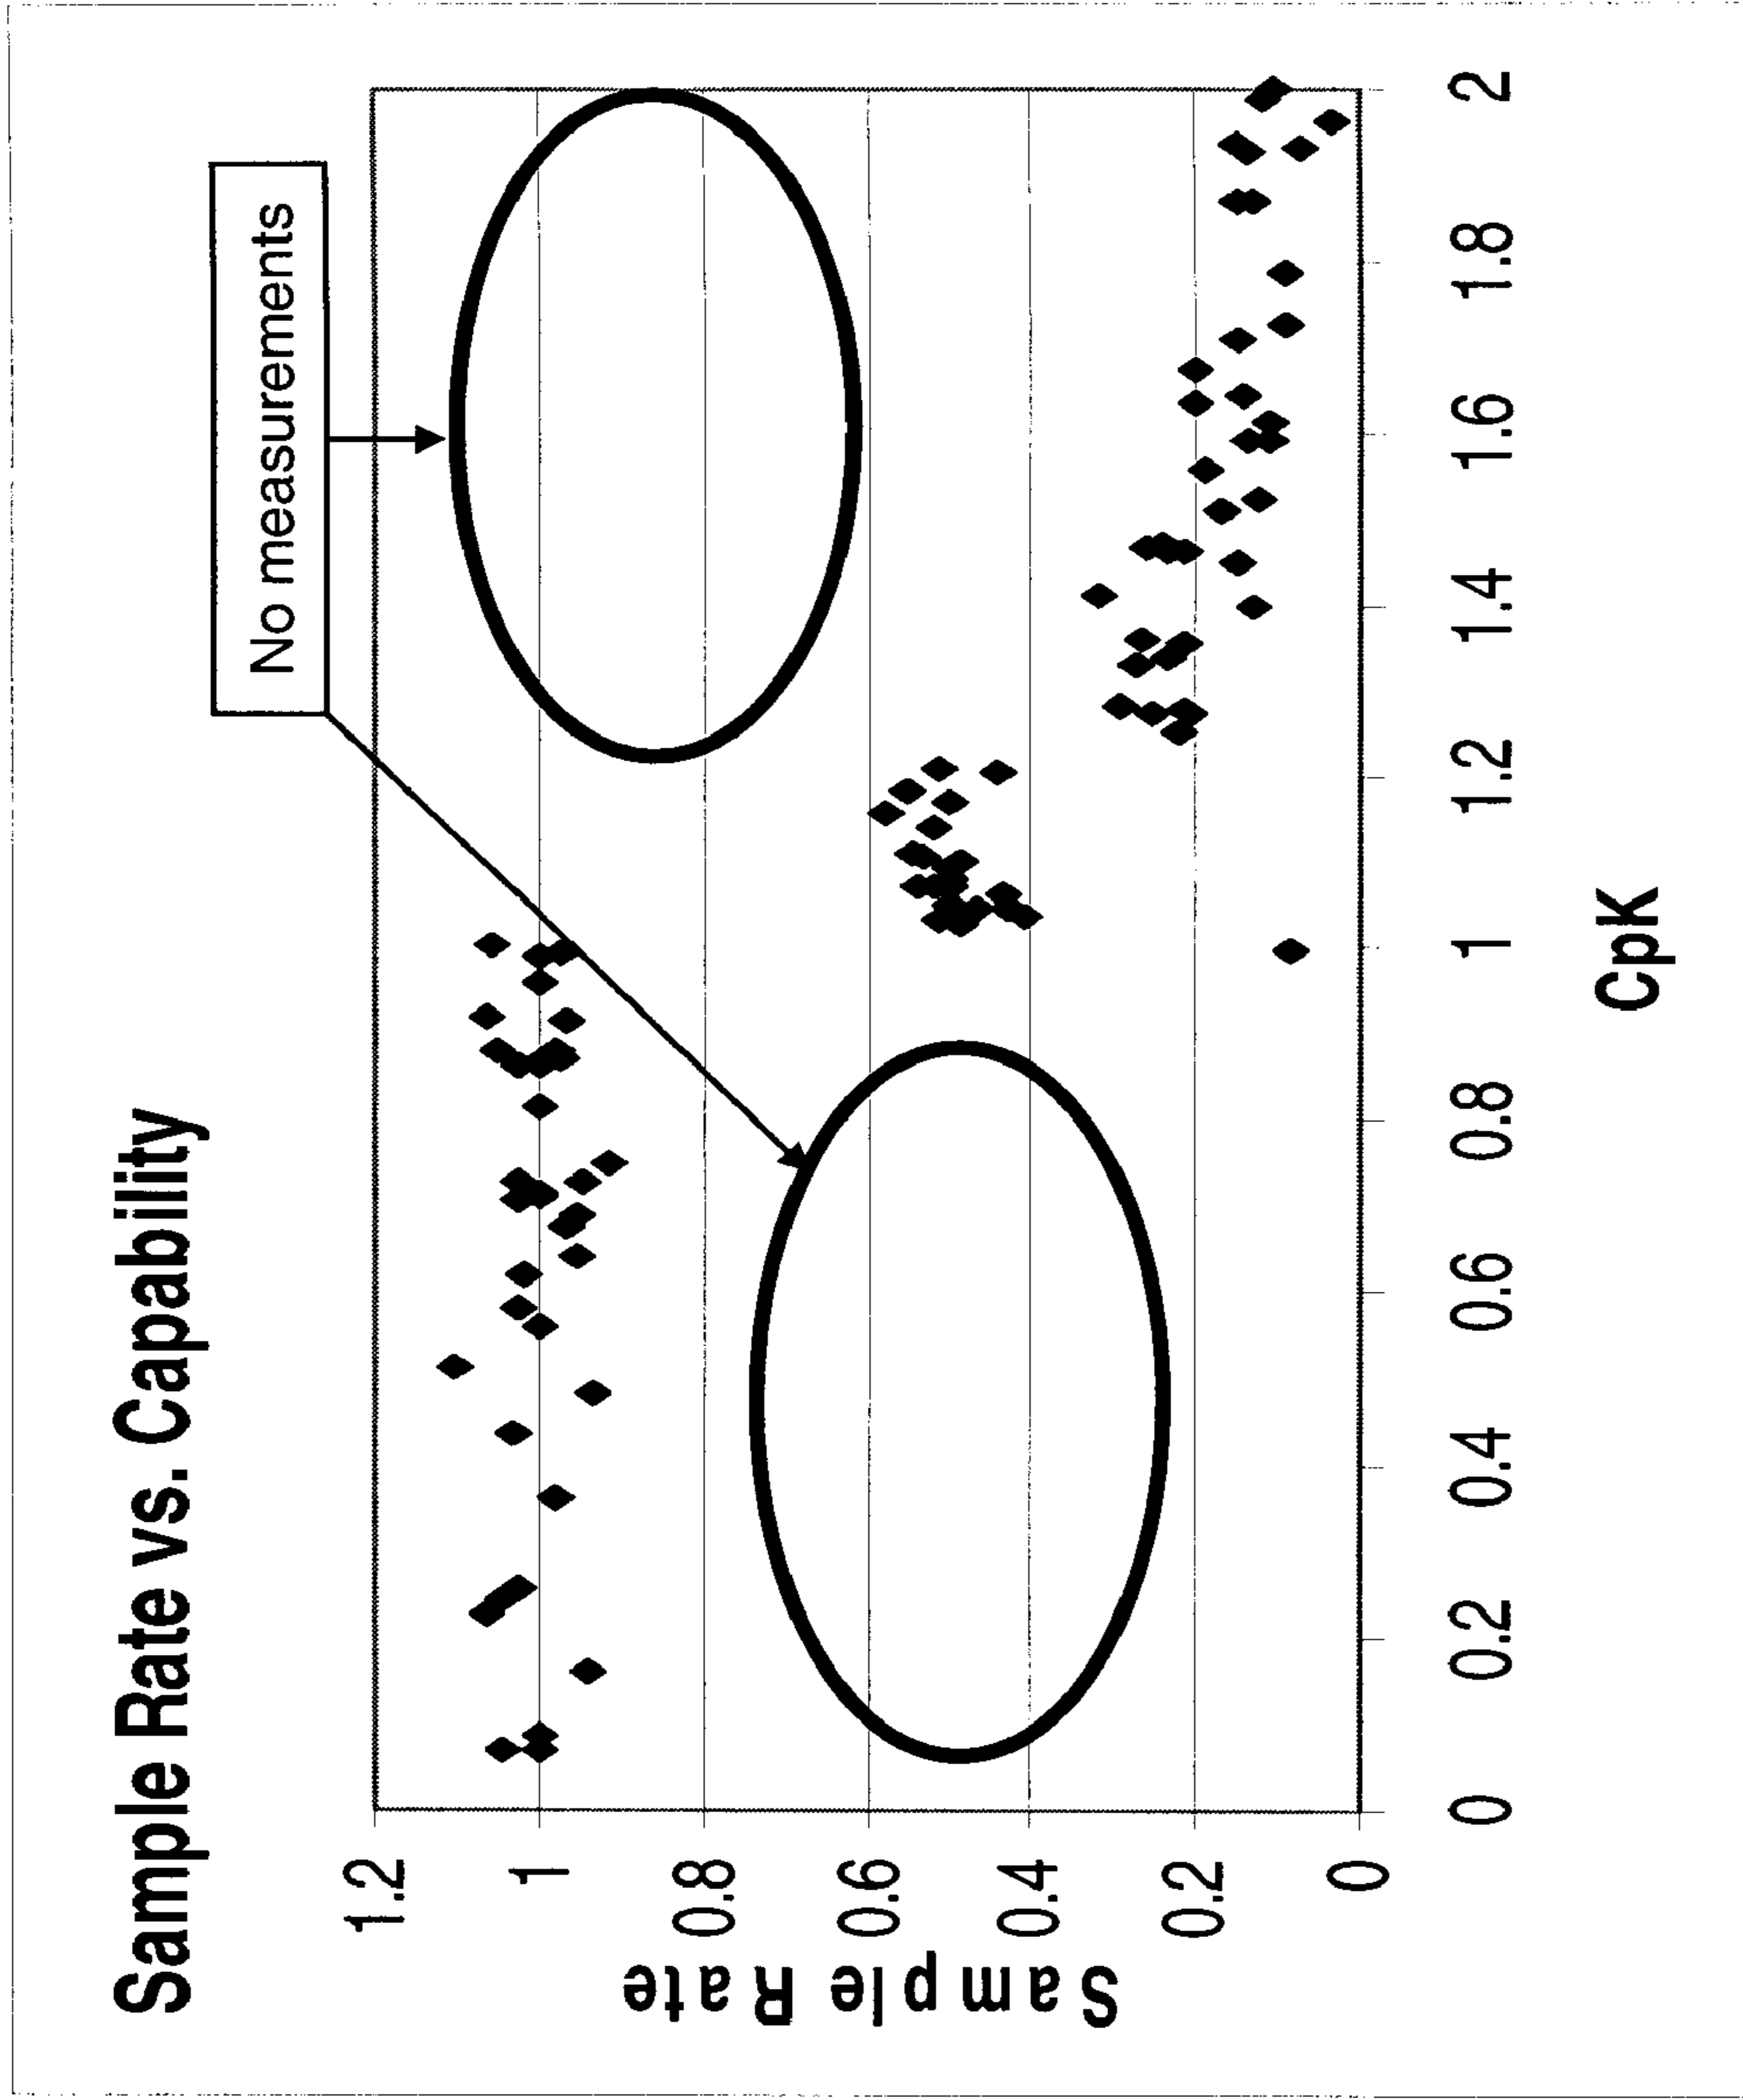 Sample Rate vs. Capability
No measurements
Sample Rate
1.2
1
0.8
0.6
0.4
0.2
0
0 0.2 0.4 0.6 0.8 1 1.2 1.4 1.6 1.8 2
CpK